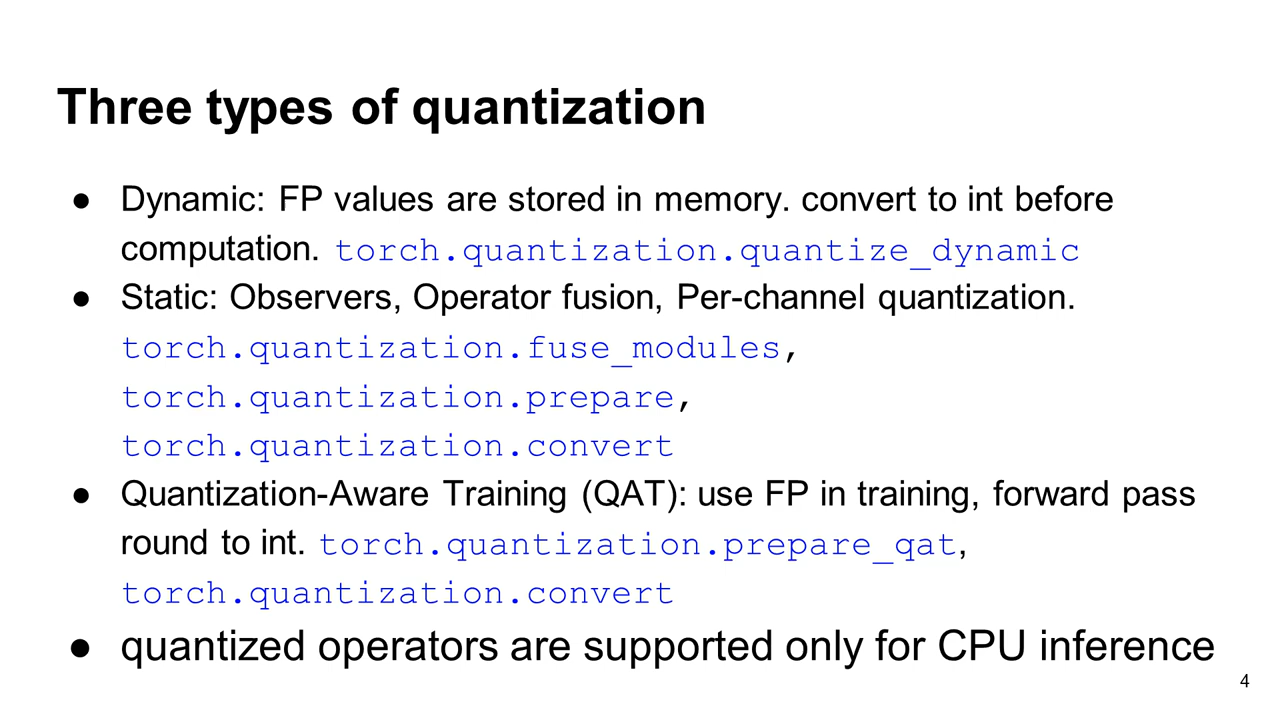 Three types of quantization
● Dynamic: FP values are stored in memory. convert to int before
computation. torch.quantization.quantize_dynamic
● Static: Observers, Operator fusion, Per-channel quantization.
torch.quantization.fuse_modules,
torch.quantization.prepare,
torch.quantization.convert
● Quantization-Aware Training (QAT): use FP in training, forward pass
round to int. torch.quantization.prepare_qat,
torch.quantization.convert
● quantized operators are supported only for CPU inference
4